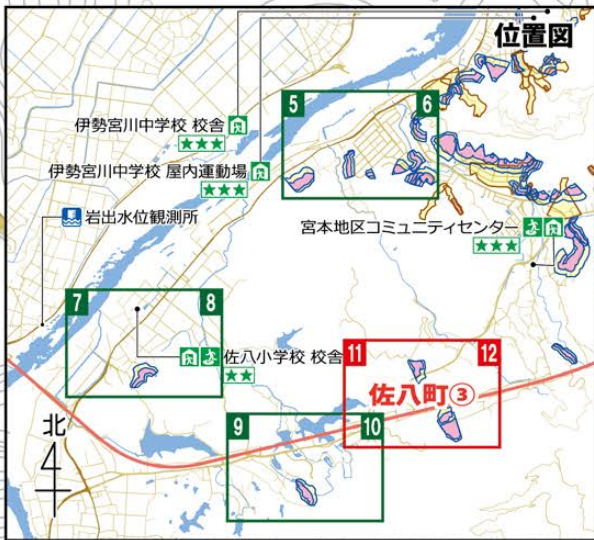 位置図
5
6
伊勢宮川中学校 校舎
★★★
伊勢宮川中学校 屋内運動場
★★★
岩出水位観測所
宮本地区コミュニティセンター
★★★
7
8
佐八小学校 校舎
★★
11
12
佐八町③
北
9
10